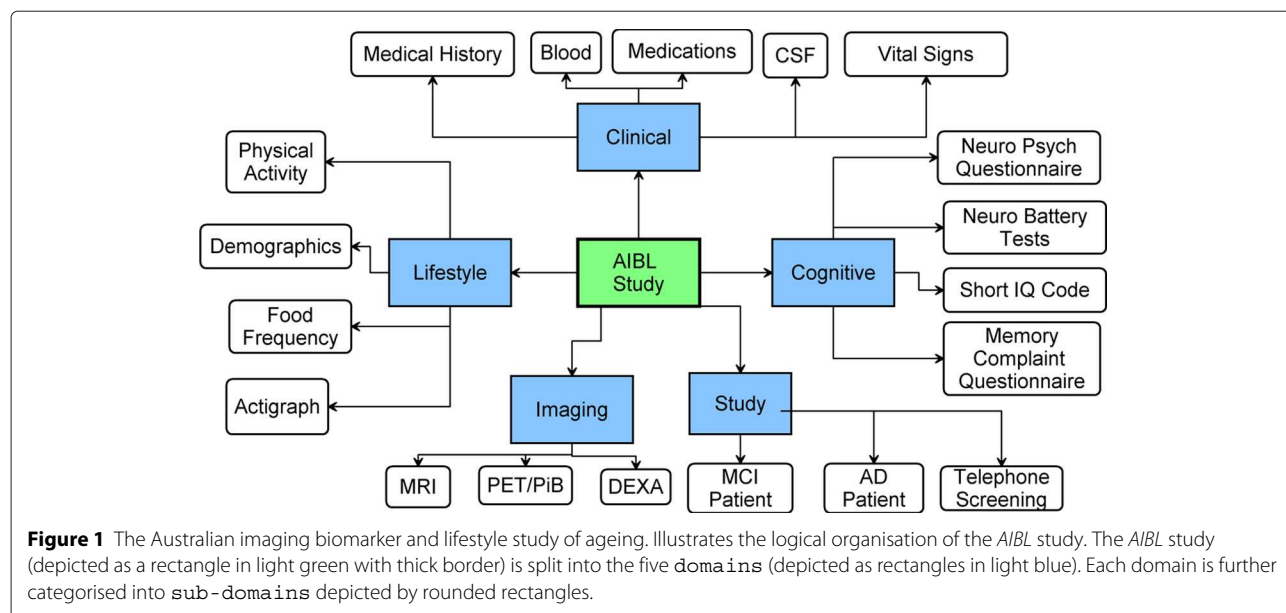 Medical History
Blood
Medications
CSF
Vital Signs
Clinical
Physical
Activity
Neuro Psych
Questionnaire
Demographics
Lifestyle
AIBL
Study
Cognitive
Neuro Battery
Tests
Short IQ Code
Food
Frequency
Memory
Complaint
Questionnaire
Actigraph
Imaging
Study
MRI
PET/PiB
DEXA
MCI
Patient
AD
Patient
Telephone
Screening
Figure 1 The Australian imaging biomarker and lifestyle study of ageing. Illustrates the logical organisation of the AIBL study. The AIBL study
(depicted as a rectangle in light green with thick border) is split into the five domains (depicted as rectangles in light blue). Each domain is further
categorised into sub-domains depicted by rounded rectangles.